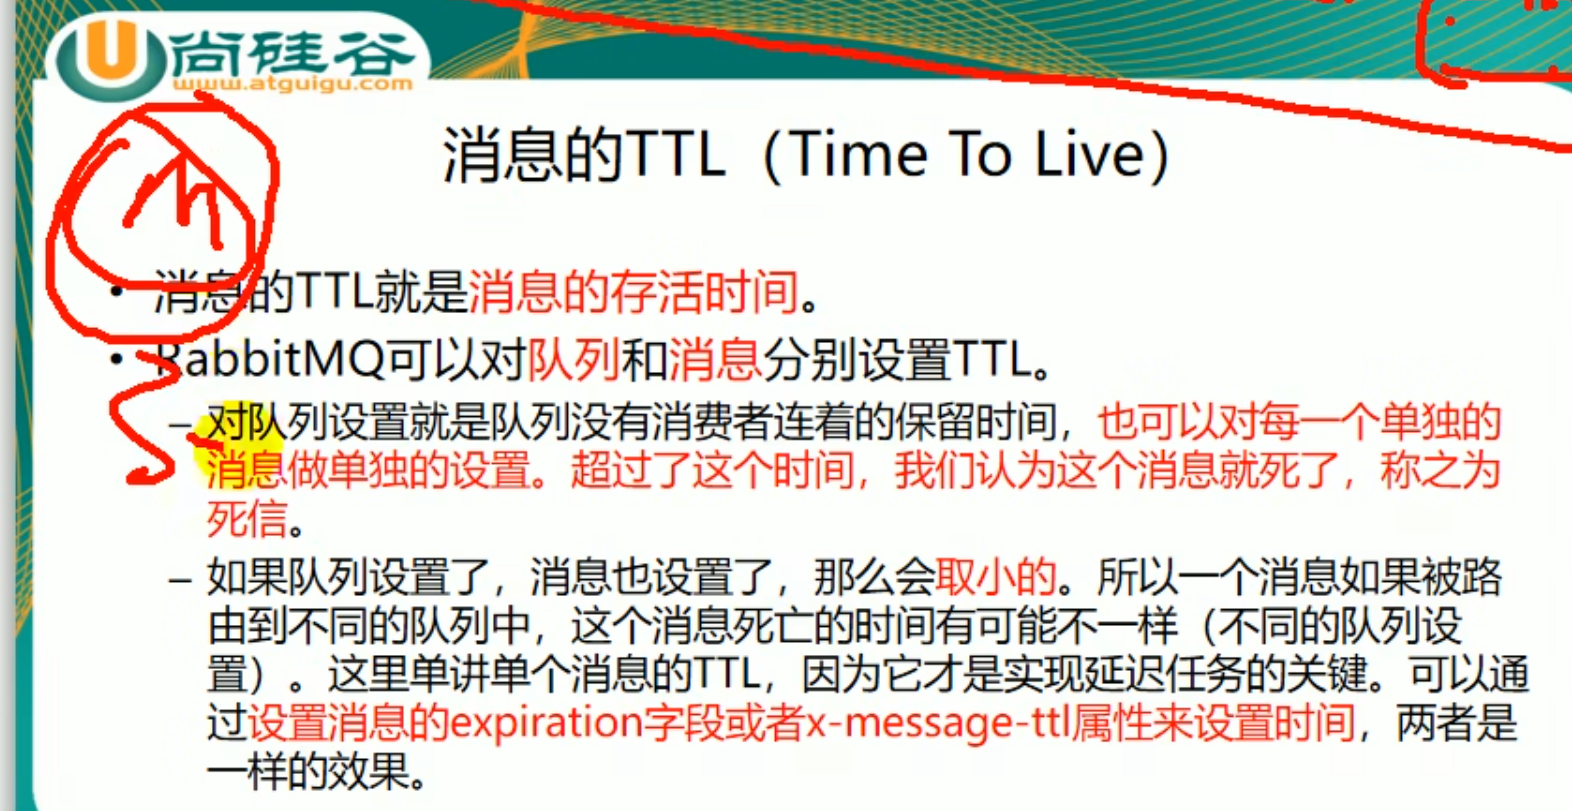 尚硅谷
www.atguigu.com
消息的TTL（Time To Live）
• 消息的TTL就是消息的存活时间。
• RabbitMQ可以对队列和消息分别设置TTL。
– 对队列设置就是队列没有消费者连着的保留时间，也可以对每一个单独的
消息做单独的设置。超过了这个时间，我们认为这个消息就死了，称之为
死信。
– 如果队列设置了，消息也设置了，那么会取小的。所以一个消息如果被路
由到不同的队列中，这个消息死亡的时间有可能不一样（不同的队列设
置）。这里单讲单个消息的TTL，因为它才是实现延迟任务的关键。可以通
过设置消息的expiration字段或者x-message-ttl属性来设置时间，两者是
一样的效果。